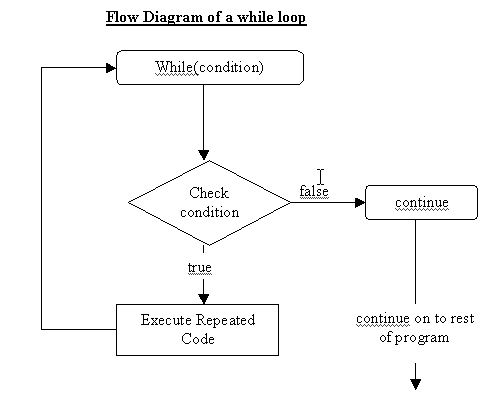 Flow Diagram of a while loop
While(condition)
Check
condition
false
continue
true
Execute Repeated
Code
continue on to rest
of program